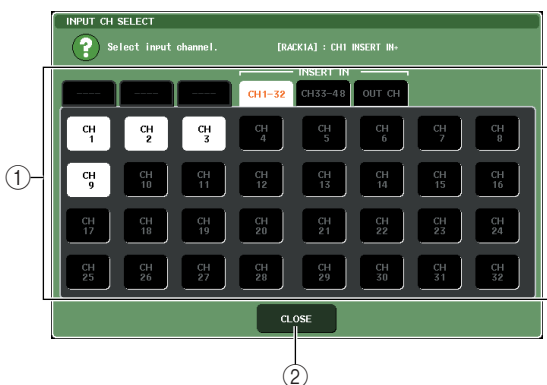 INPUT CH SELECT
? Select input channel. [RACK1A] : CH1 INSERT IN
INSERT IN
---- ---- ---- CH1-32 CH33-48 OUT CH
CH 1 CH 2 CH 3 CH 4 CH 5 CH 6 CH 7 CH 8
CH 9 CH 10 CH 11 CH 12 CH 13 CH 14 CH 15 CH 16
CH 17 CH 18 CH 19 CH 20 CH 21 CH 22 CH 23 CH 24
CH 25 CH 26 CH 27 CH 28 CH 29 CH 30 CH 31 CH 32
CLOSE
1
2